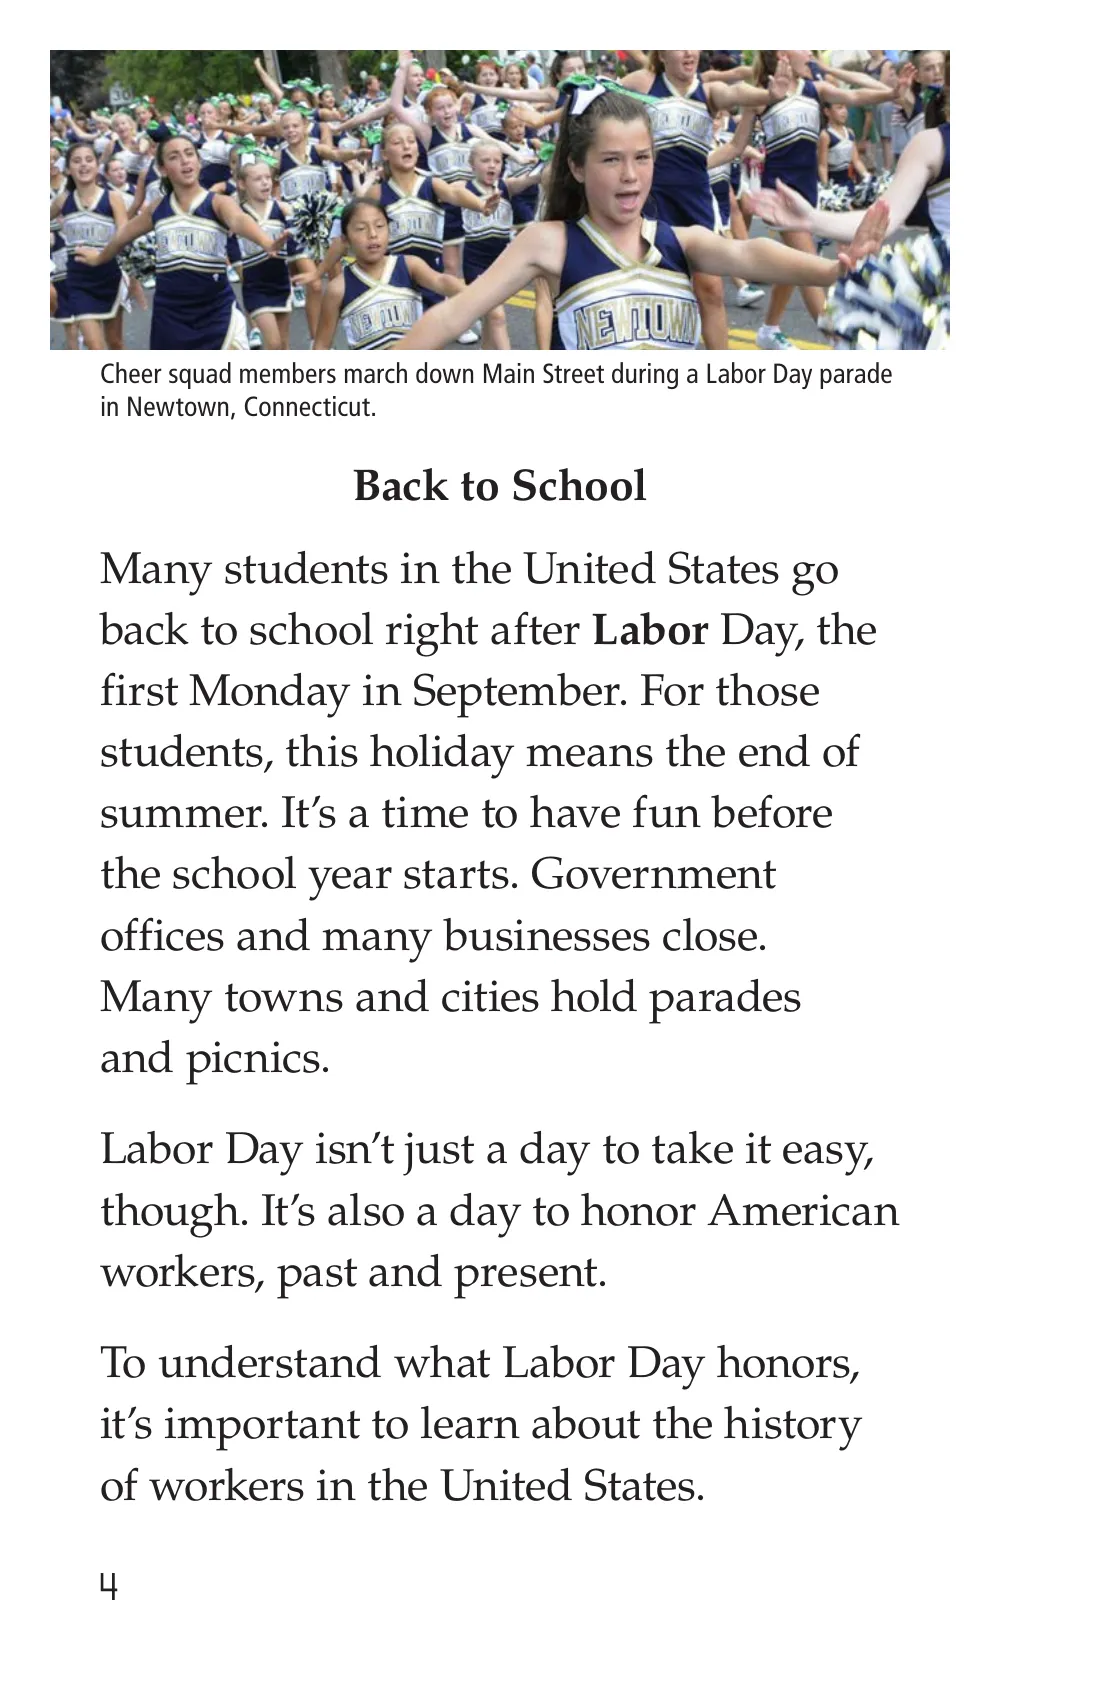 NEWTOWN
NEWTOWN
NEWTOWN
Cheer squad members march down Main Street during a Labor Day parade
in Newtown, Connecticut.
Back to School
Many students in the United States go
back to school right after Labor Day, the
first Monday in September. For those
students, this holiday means the end of
summer. It’s a time to have fun before
the school year starts. Government
offices and many businesses close.
Many towns and cities hold parades
and picnics.
Labor Day isn’t just a day to take it easy,
though. It’s also a day to honor American
workers, past and present.
To understand what Labor Day honors,
it’s important to learn about the history
of workers in the United States.
4